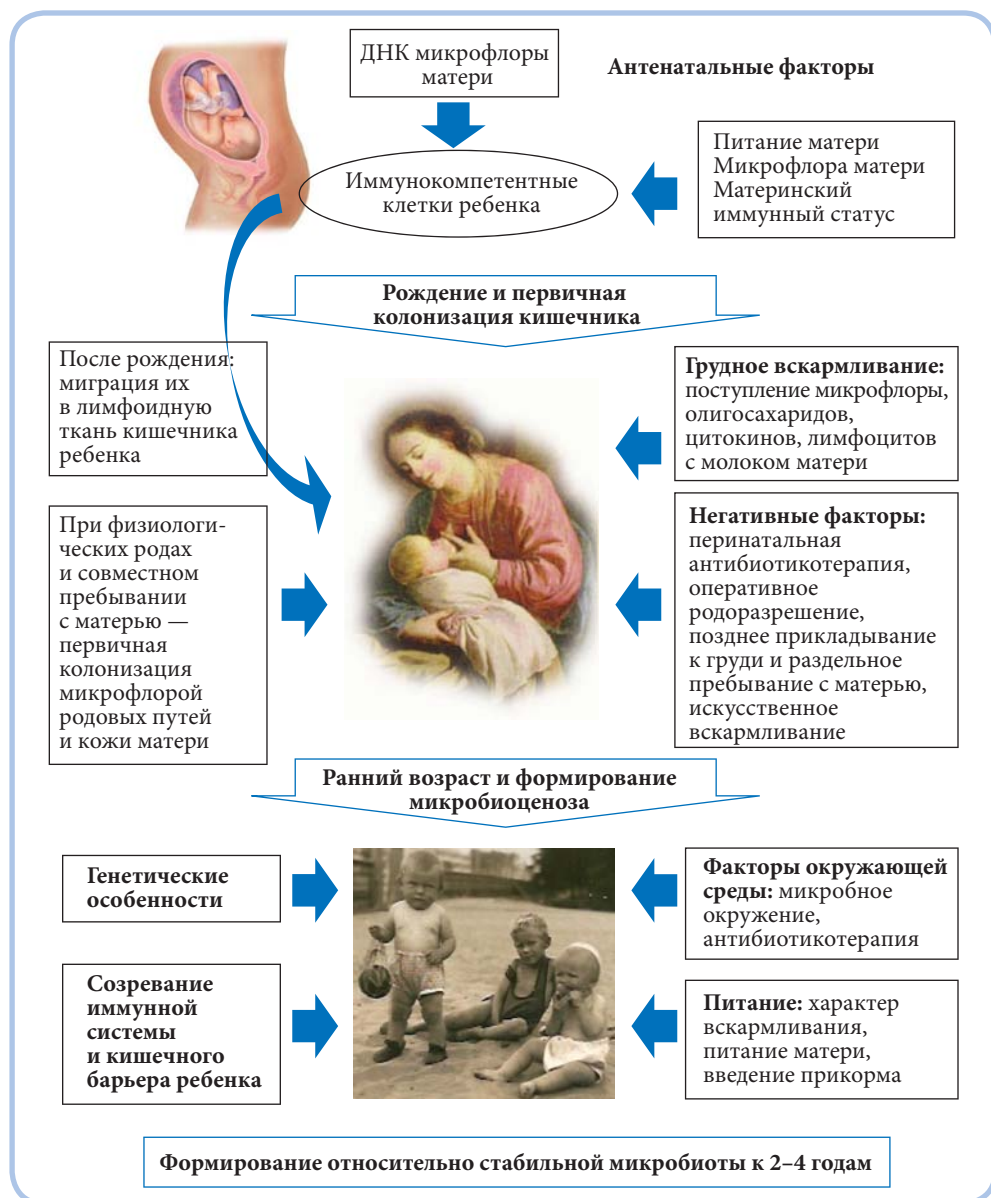 ДНК микрофлоры
матери
Антенатальные факторы
Иммунокомпетентные
клетки ребенка
Питание матери
Микрофлора матери
Материнский
иммунный статус
Рождение и первичная
колонизация кишечника
После рождения:
миграция их
в лимфоидную
ткань кишечника
ребенка
Грудное вскармливание:
поступление микрофлоры,
олигосахаридов,
цитокинов, лимфоцитов
с молоком матери
При физиологи-
ческих родах
и совместном
пребывании
с матерью —
первичная
колонизация
микрофлорой
родовых путей
и кожи матери
Негативные факторы:
перинатальная
антибиотикотерапия,
оперативное
родоразрешение,
позднее прикладывание
к груди и раздельное
пребывание с матерью,
искусственное
вскармливание
Ранний возраст и формирование
микробиоценоза
Генетические
особенности
Факторы окружающей
среды: микробное
окружение,
антибиотикотерапия
Созревание
иммунной
системы
и кишечного
барьера ребенка
Питание: характер
вскармливания,
питание матери,
введение прикорма
Формирование относительно стабильной микробиоты к 2–4 годам